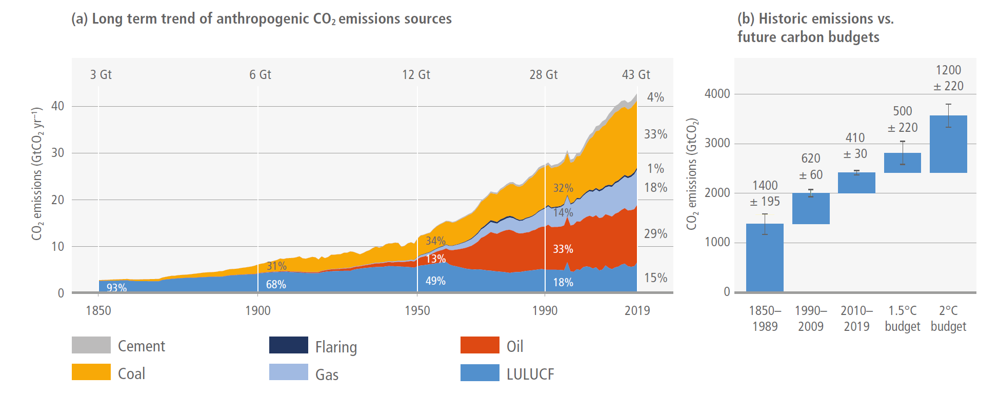 (a) Long term trend of anthropogenic CO₂ emissions sources
3 Gt
6 Gt
12 Gt
28 Gt
43 Gt
CO₂ emissions (GtCO₂ yr⁻¹)
40
30
20
10
0
93%
31%
68%
34%
13%
49%
32%
14%
33%
18%
4%
33%
1%
18%
29%
15%
1850
1900
1950
1990
2019
Cement
Flaring
Oil
Coal
Gas
LULUCF
(b) Historic emissions vs.
future carbon budgets
CO₂ emissions (GtCO₂)
4000
3000
2000
1000
0
1400
± 195
620
± 60
410
± 30
500
± 220
1200
± 220
1850–
1989
1990–
2009
2010–
2019
1.5°C
budget
2°C
budget